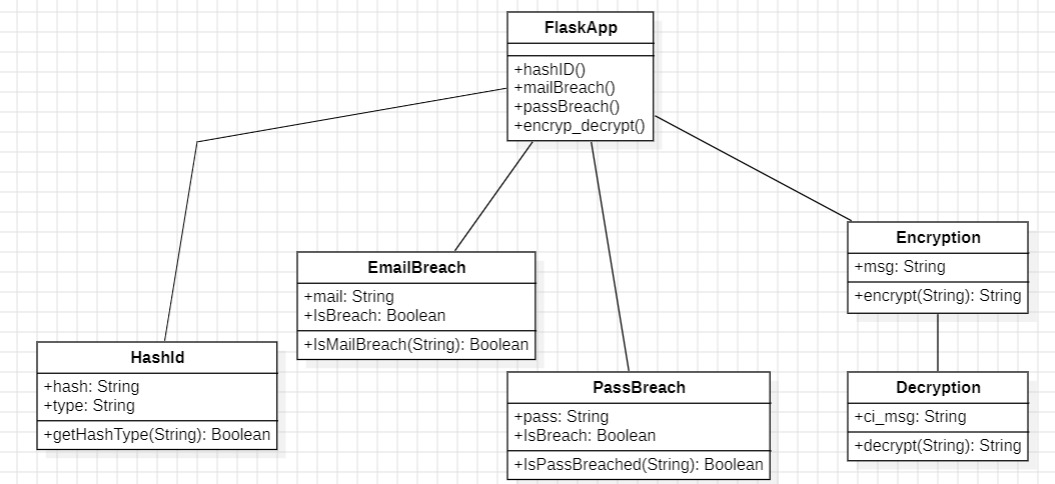 FlaskApp
+hashID()
+mailBreach()
+passBreach()
+encryp_decrypt()
Encryption
+msg: String
+encrypt(String): String
EmailBreach
+mail: String
+IsBreach: Boolean
+IsMailBreach(String): Boolean
HashId
+hash: String
+type: String
+getHashType(String): Boolean
PassBreach
+pass: String
+IsBreach: Boolean
+IsPassBreached(String): Boolean
Decryption
+ci_msg: String
+decrypt(String): String